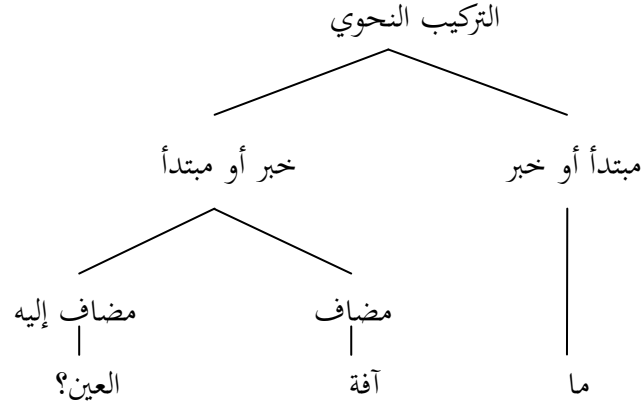 التركيب النحوي
مبتدأ أو خبر خبر أو مبتدأ
مضاف مضاف إليه
ما آفة العين؟